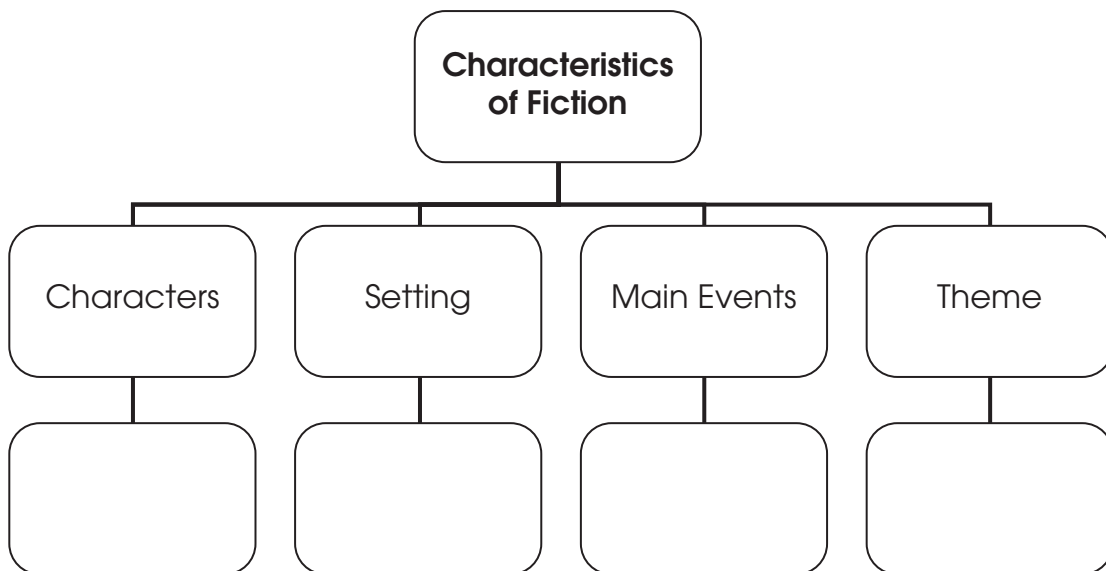 Characteristics
of Fiction
Characters
Setting
Main Events
Theme